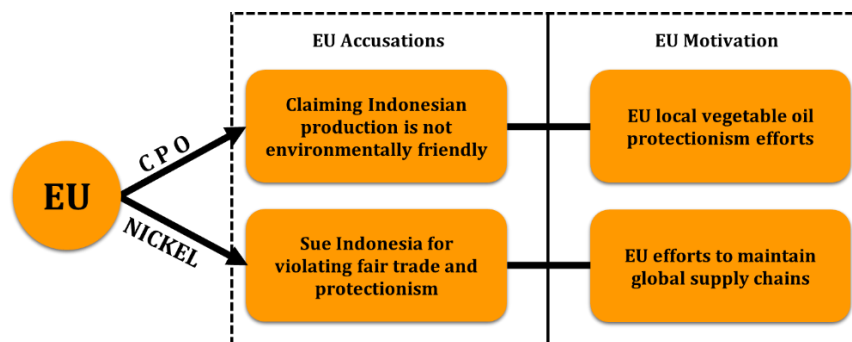 EU Accusations
EU Motivation
EU
CPO
NICKEL
Claiming Indonesian
production is not
environmentally friendly
EU local vegetable oil
protectionism efforts
Sue Indonesia for
violating fair trade and
protectionism
EU efforts to maintain
global supply chains